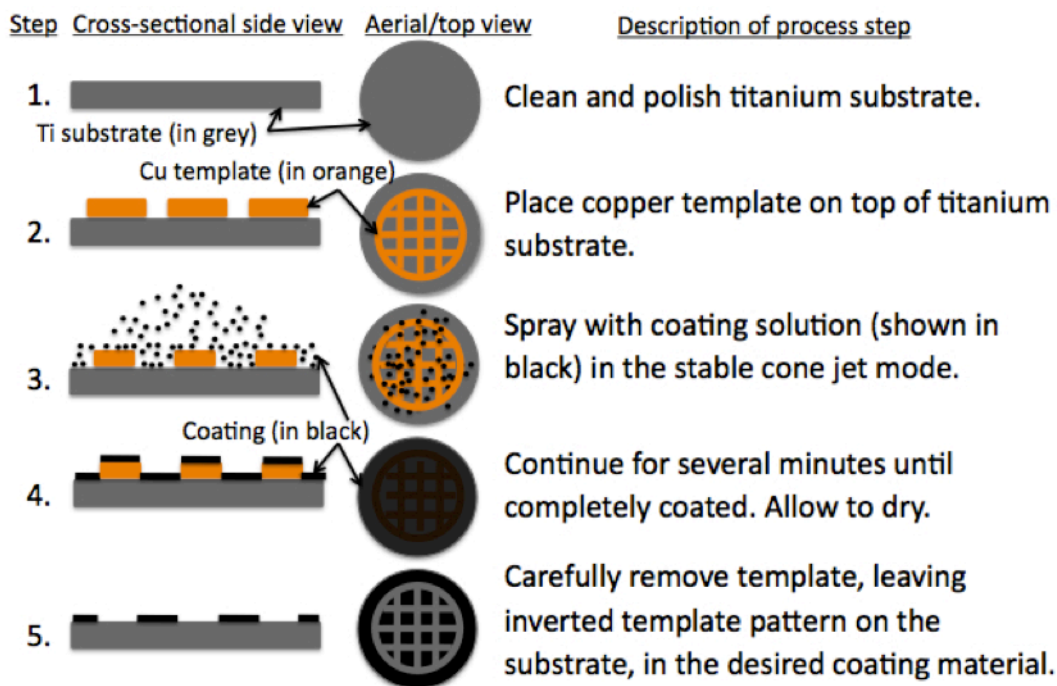 Step Cross-sectional side view Aerial/top view Description of process step
1. Clean and polish titanium substrate.
Ti substrate (in grey)
Cu template (in orange)
2. Place copper template on top of titanium
substrate.
3. Spray with coating solution (shown in
black) in the stable cone jet mode.
Coating (in black)
4. Continue for several minutes until
completely coated. Allow to dry.
5. Carefully remove template, leaving
inverted template pattern on the
substrate, in the desired coating material.